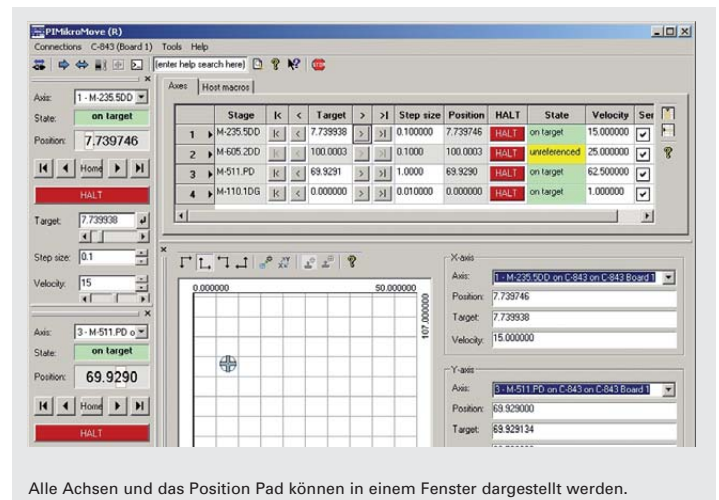 PIMikroMove (R)
Connections C-843 (Board 1) Tools Help
[enter help search here]
Axis: 1 - M-235.5DD
State: on target
Position: 7.739746
Home
HALT
Target: 7.739938
Step size: 0.1
Velocity: 15
Axis: 3 - M-511.PD o
State: on target
Position: 69.9290
Home
HALT
Axes Host macros
Stage |< < Target > >| Step size Position HALT State Velocity Ser
1 M-235.5DD |< < 7.739938 > >| 0.100000 7.739746 HALT on target 15.000000
2 M-605.2DD |< < 100.0003 > >| 0.1000 100.0003 HALT unreferenced 25.000000
3 M-511.PD |< < 69.9291 > >| 1.0000 69.9290 HALT on target 62.500000
4 M-110.1DG |< < 0.000000 > >| 0.010000 0.000000 HALT on target 1.000000
0.000000 50.000000
107.000000
X-axis
Axis: 1 - M-235.5DD on C-843 on C-843 Board 1
Position: 7.739746
Target: 7.739938
Velocity: 15.000000
Y-axis
Axis: 3 - M-511.PD on C-843 on C-843 Board 1
Position: 69.929000
Target: 69.929134
Alle Achsen und das Position Pad können in einem Fenster dargestellt werden.